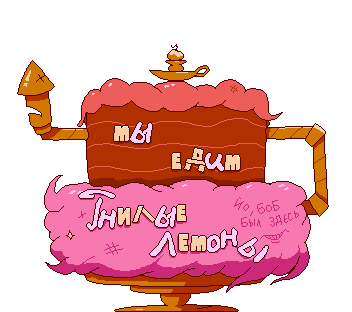 мы
едим
Гнилые
Лемоны
Йо, Боб
был здесь